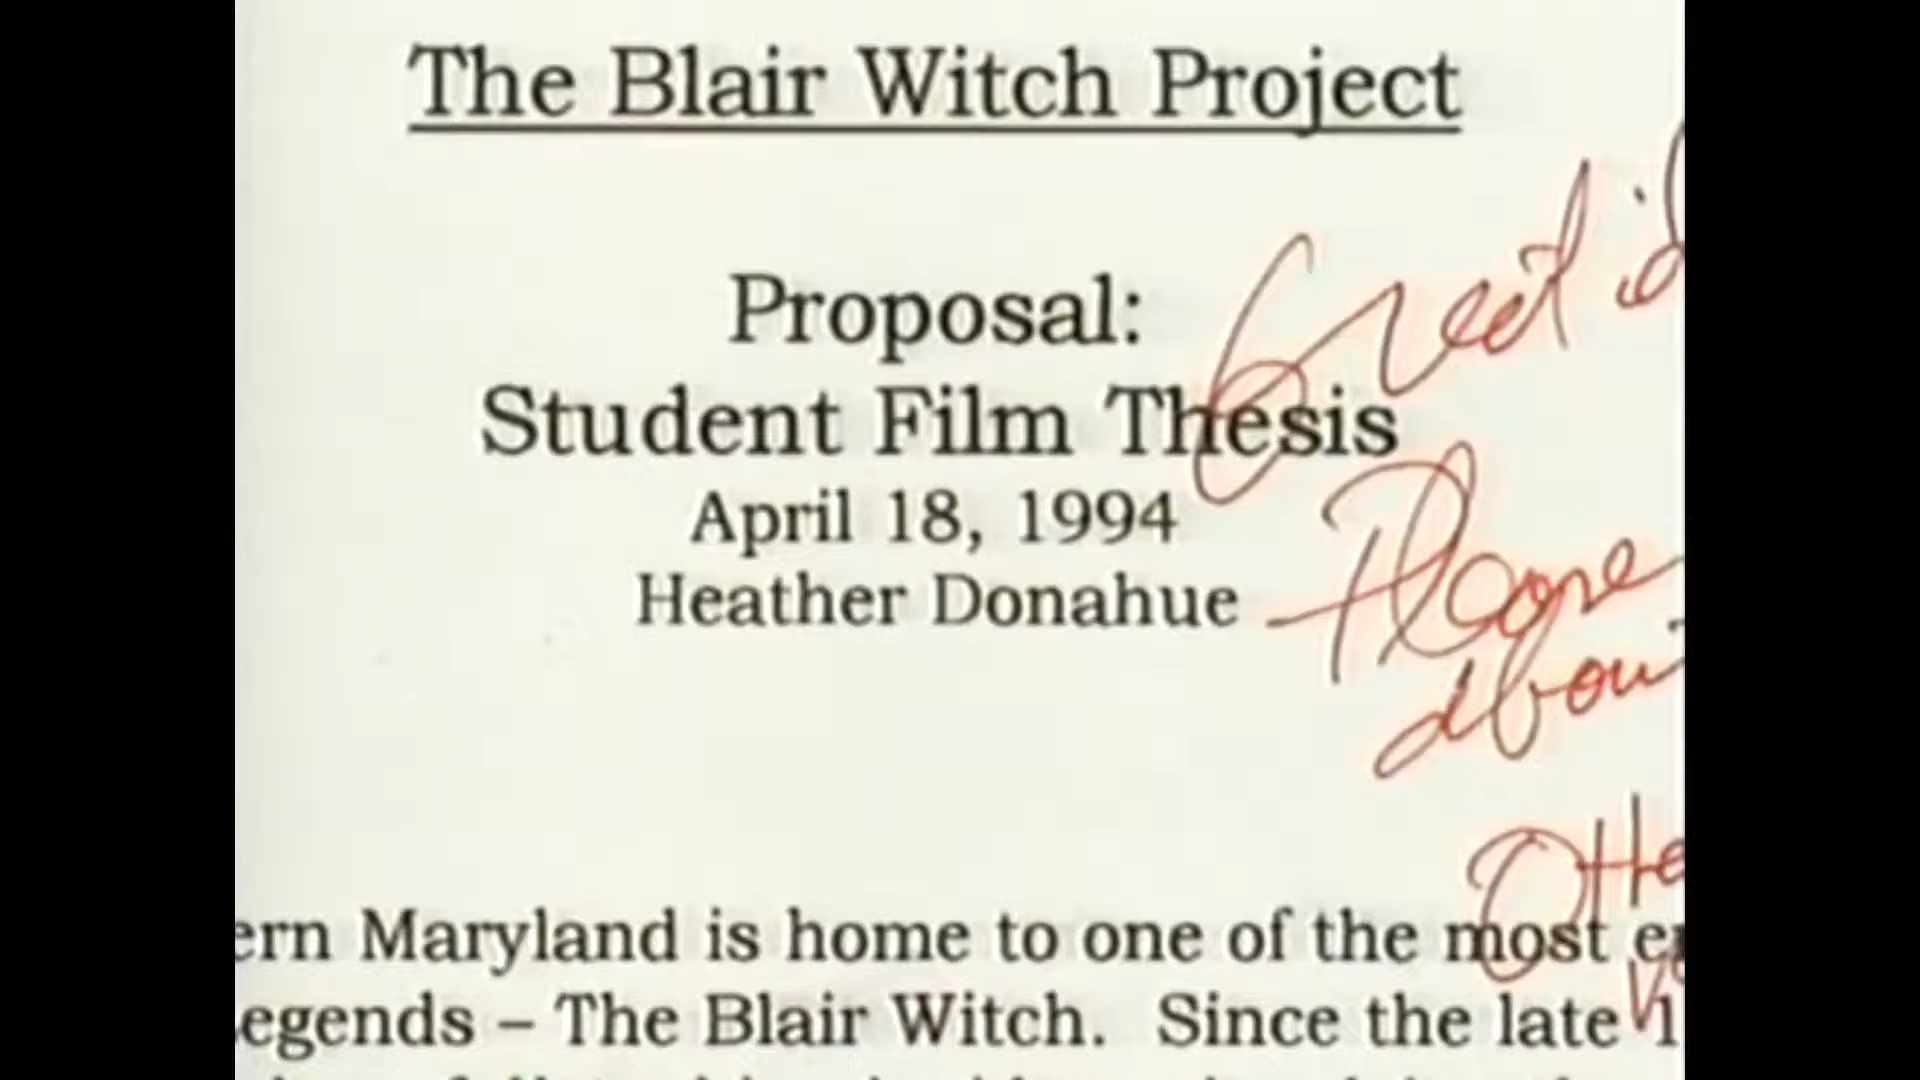 The Blair Witch Project
Great
Proposal:
Student Film Thesis
April 18, 1994
Heather Donahue
Please
about
ern Maryland is home to one of the most
egends – The Blair Witch. Since the late 1